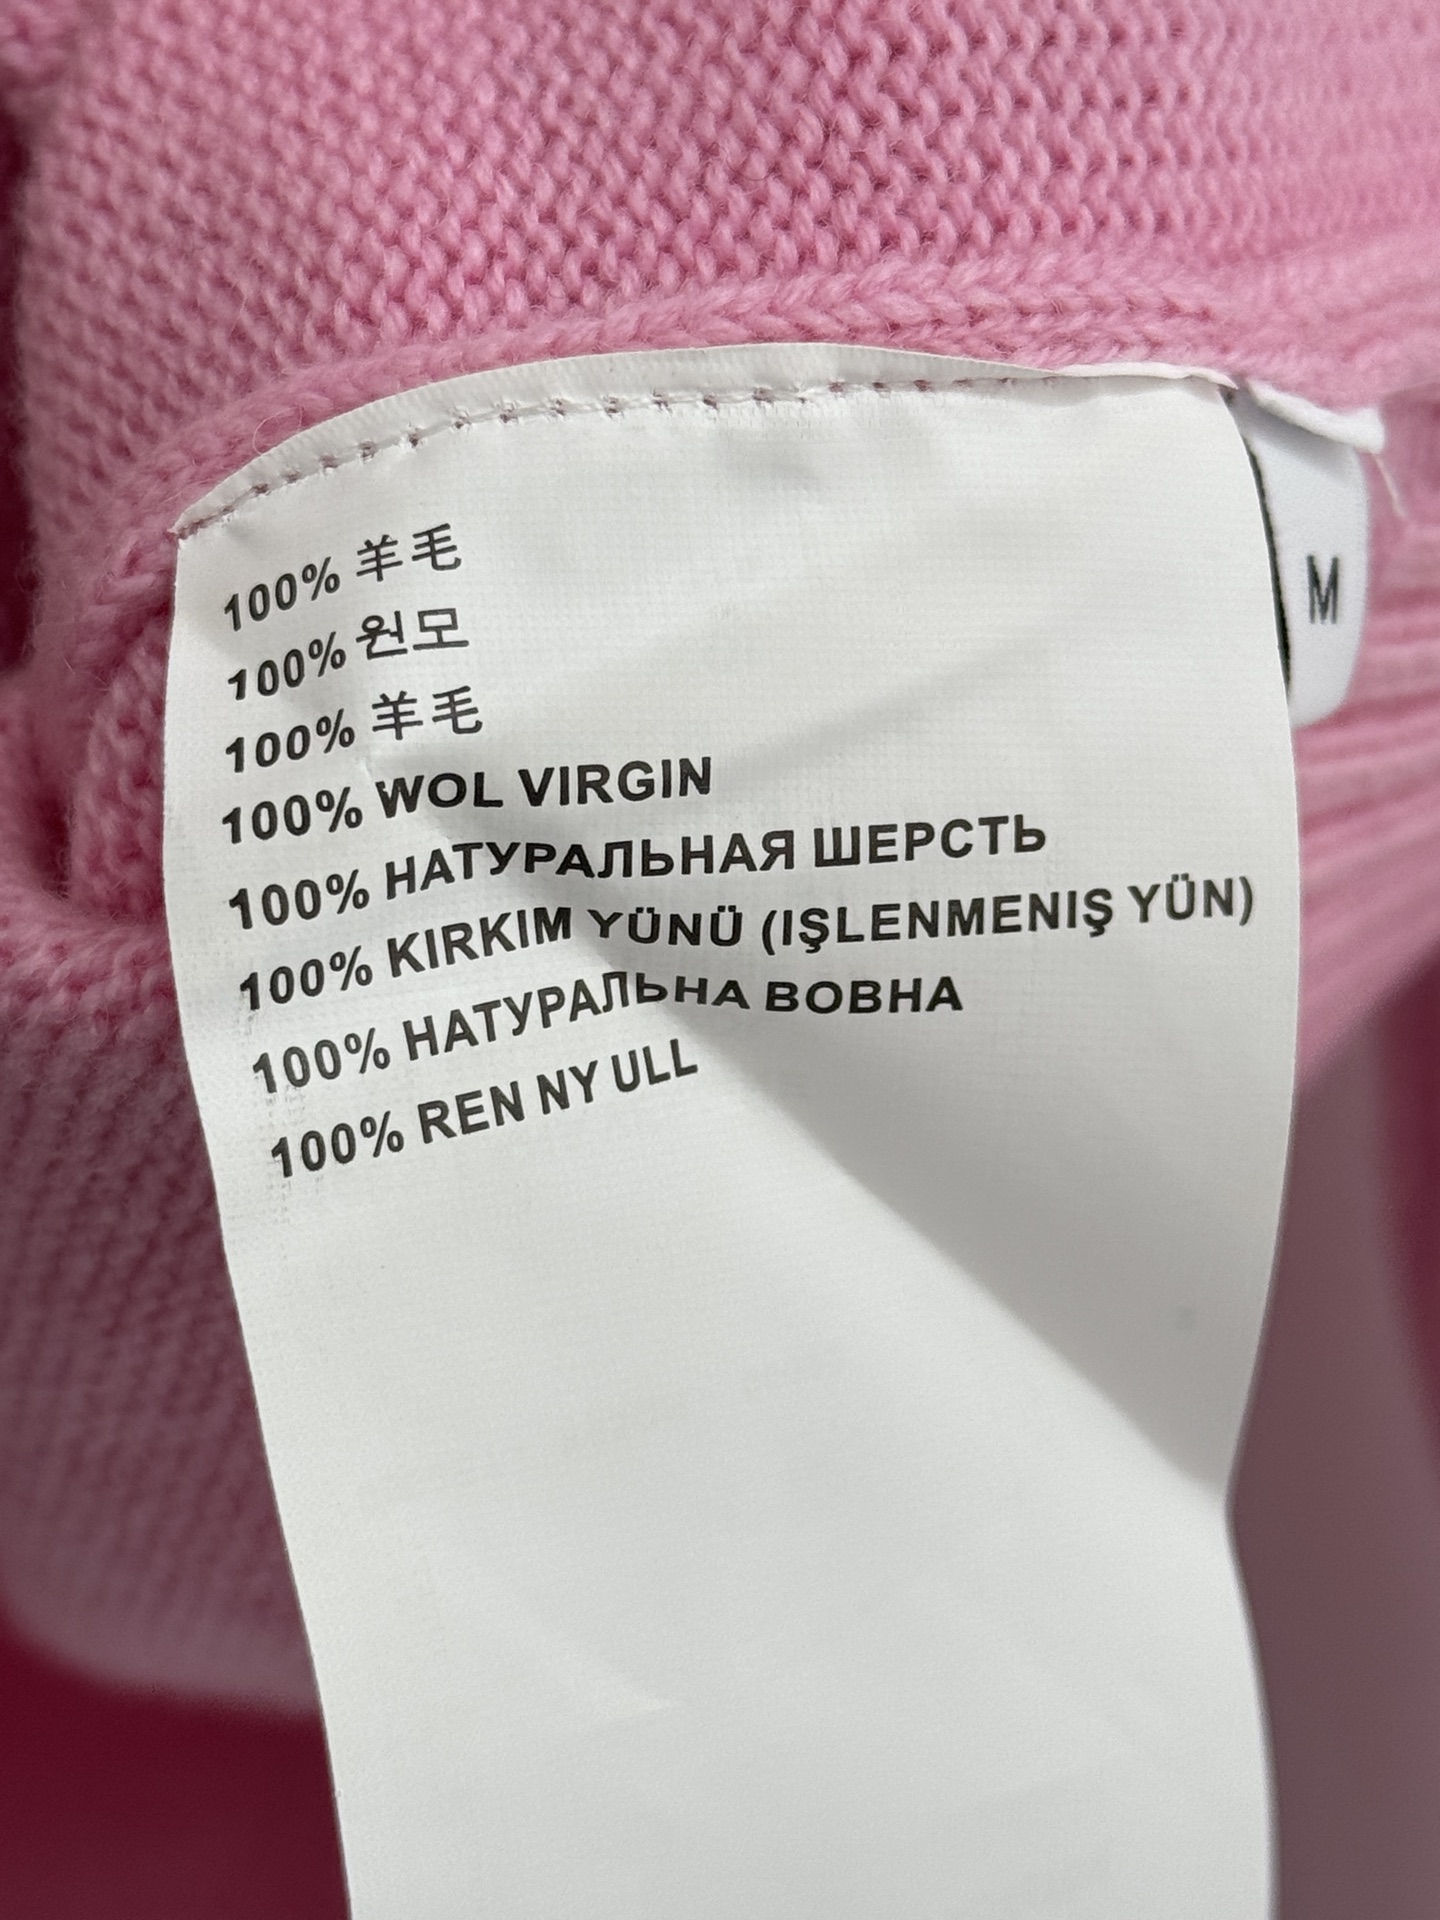 100% 羊毛
100% 원모
100% 羊毛
100% WOL VIRGIN
100% НАТУРАЛЬНАЯ ШЕРСТЬ
100% KIRKIM YÜNÜ (IŞLENMENIŞ YÜN)
100% НАТУРАЛЬНА ВОВНА
100% REN NY ULL
M